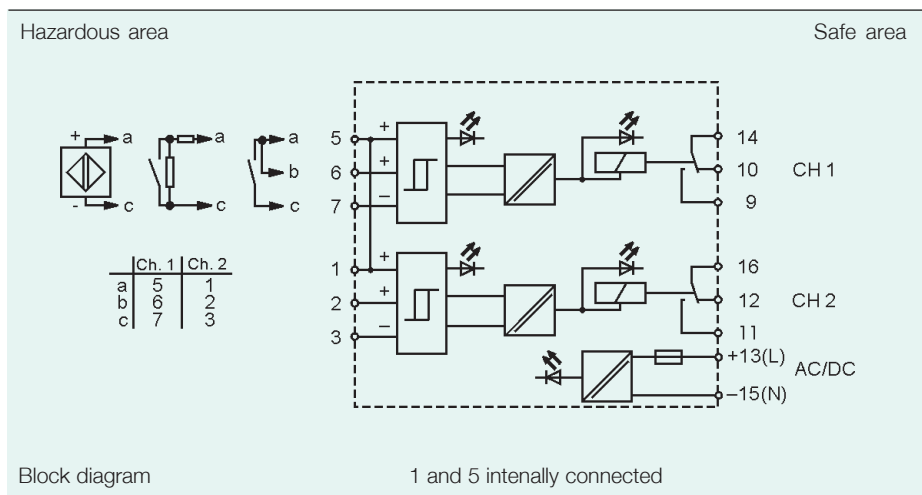 Hazardous area Safe area
+ a a a
b
- c c c
Ch. 1 Ch. 2
a 5 1
b 6 2
c 7 3
5 +
6 +
7 –
14
10 CH 1
9
1 +
2 +
3 –
16
12 CH 2
11
+13(L) AC/DC
–15(N)
Block diagram 1 and 5 intenally connected